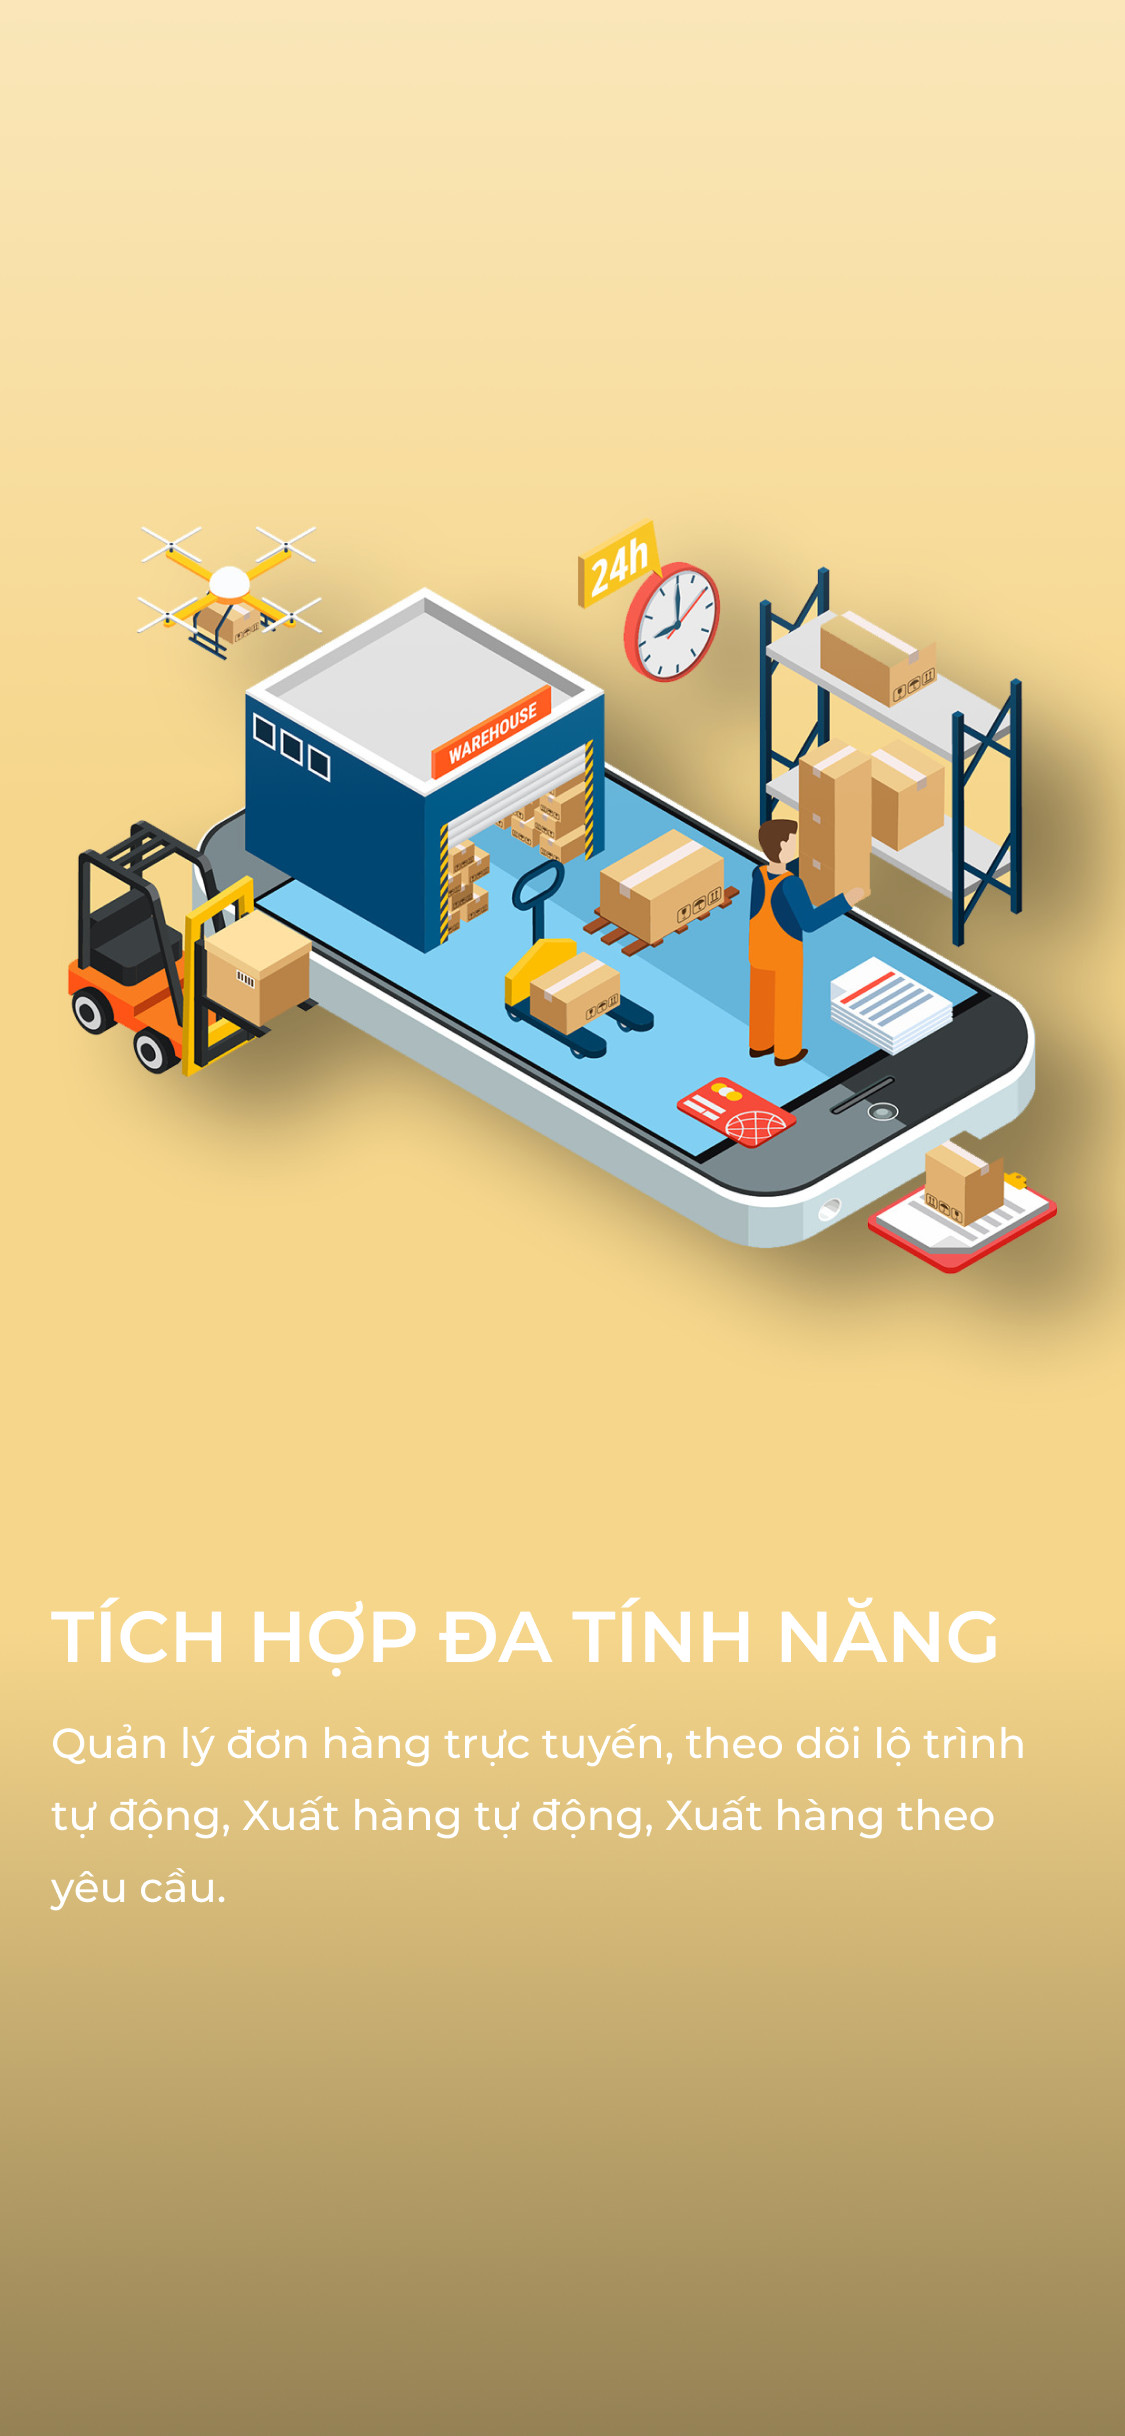 24h
WAREHOUSE
TÍCH HỢP ĐA TÍNH NĂNG
Quản lý đơn hàng trực tuyến, theo dõi lộ trình
tự động, Xuất hàng tự động, Xuất hàng theo
yêu cầu.